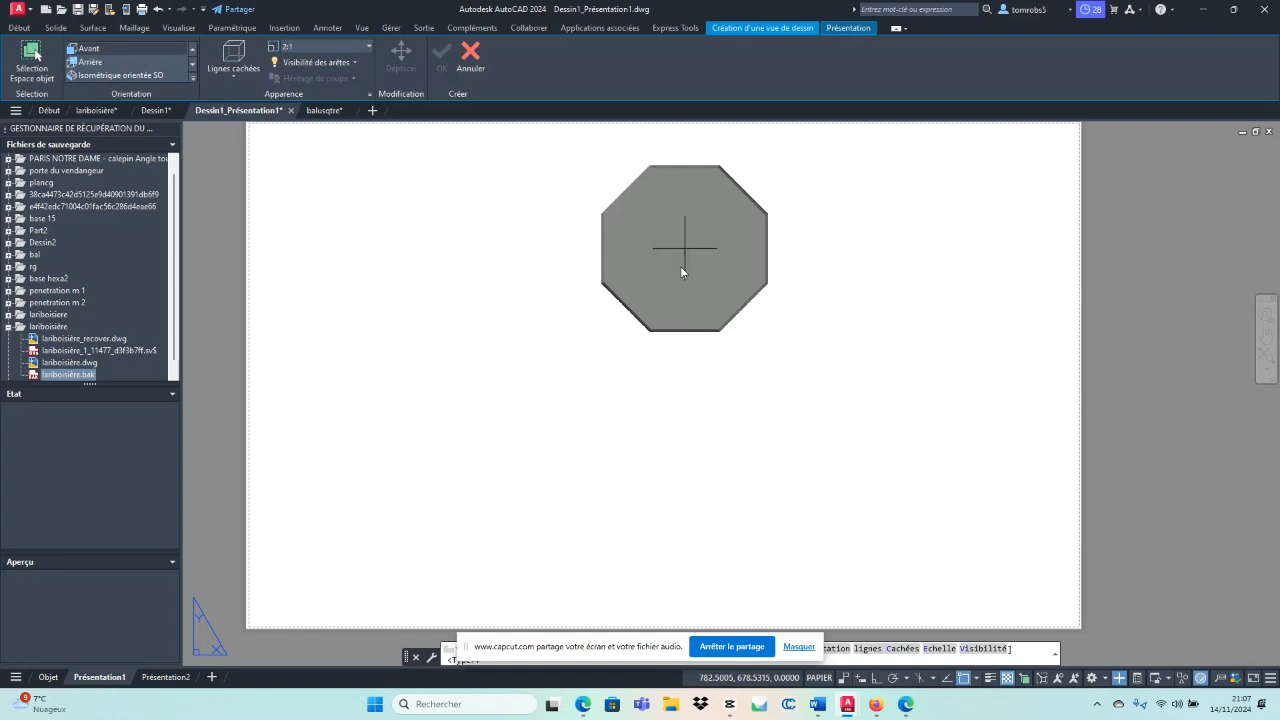 Partager
Autodesk AutoCAD 2024 Dessin1_Présentation1.dwg
Entrez mot-clé ou expression
tomrobs5
28
Début Solide Surface Maillage Visualiser Paramétrique Insertion Annoter Vue Gérer Sortie Compléments Collaborer Applications associées Express Tools Création d'une vue de dessin Présentation
Sélection
Espace objet
Avant
Arrière
Isométrique orientée SO
Lignes cachées
2:1
Visibilité des arêtes
Héritage de coupe
Déplacer
OK
Annuler
Sélection Orientation Apparence Modification Créer
Début lariboisière* Dessin1* Dessin1_Présentation1* balusqtre*
GESTIONNAIRE DE RÉCUPÉRATION DU ...
Fichiers de sauvegarde
PARIS NOTRE DAME - calepin Angle tou
porte du vendangeur
plancg
38ca4473c42d5125e9d40901391db6f9
e4f42edc71004c01fac56c286d4eae66
base 15
Part2
Dessin2
bal
rg
base hexa2
penetration m 1
penetration m 2
lariboisiere
lariboisière
lariboisière_recover.dwg
lariboisière_1_11477_d3f3b7ff.sv$
lariboisière.dwg
lariboisière.bak
Etat
Aperçu
Y
X
www.capcut.com partage votre écran et votre fichier audio.
Arrêter le partage
Masquer
tation lignes Cachées Echelle Visibilité]
Objet Présentation1 Présentation2
782.5005, 678.5315, 0.0000 PAPIER
9
7°C
Nuageux
Rechercher
21:07
14/11/2024